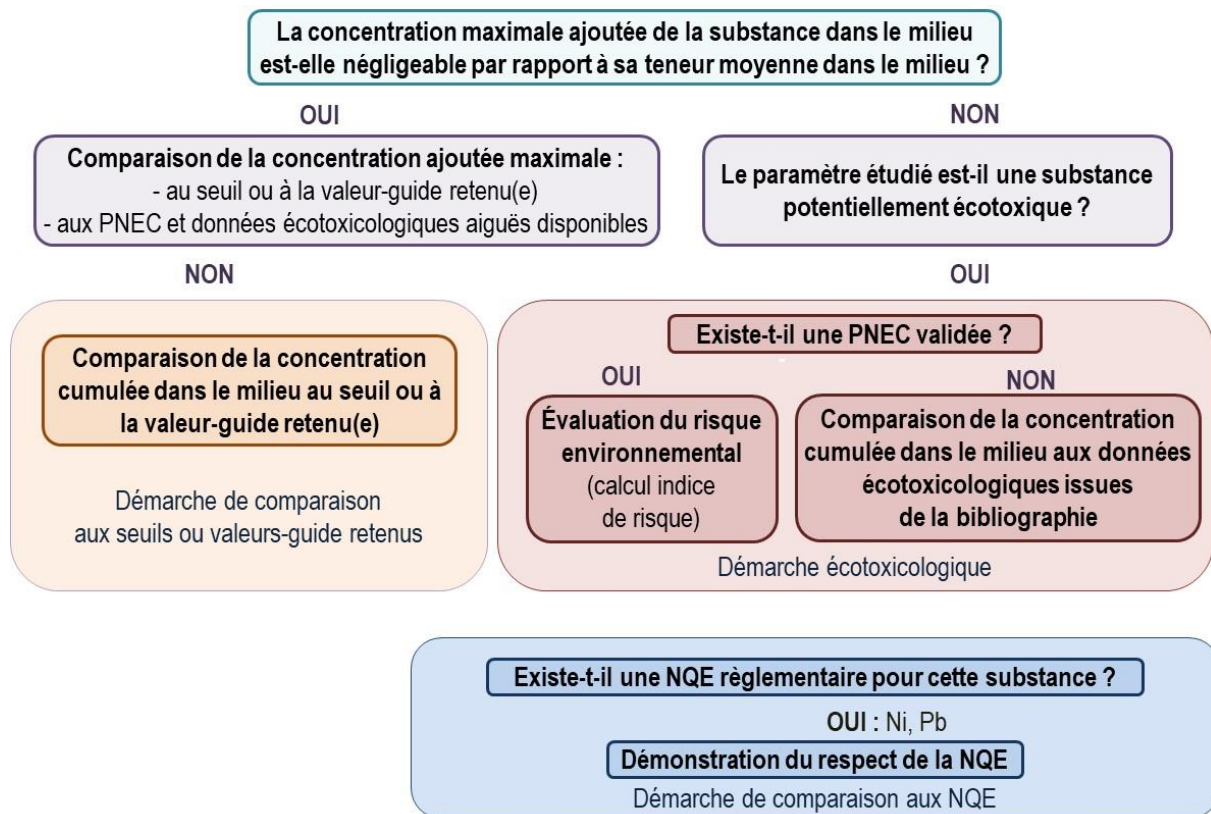 La concentration maximale ajoutée de la substance dans le milieu
est-elle négligeable par rapport à sa teneur moyenne dans le milieu ?
OUI
NON
Comparaison de la concentration ajoutée maximale :
- au seuil ou à la valeur-guide retenu(e)
- aux PNEC et données écotoxicologiques aiguës disponibles
Le paramètre étudié est-il une substance
potentiellement écotoxique ?
NON
OUI
Comparaison de la concentration
cumulée dans le milieu au seuil ou à
la valeur-guide retenu(e)
Démarche de comparaison
aux seuils ou valeurs-guide retenus
Existe-t-il une PNEC validée ?
OUI
NON
Évaluation du risque
environnemental
(calcul indice
de risque)
Comparaison de la concentration
cumulée dans le milieu aux données
écotoxicologiques issues
de la bibliographie
Démarche écotoxicologique
Existe-t-il une NQE règlementaire pour cette substance ?
OUI : Ni, Pb
Démonstration du respect de la NQE
Démarche de comparaison aux NQE